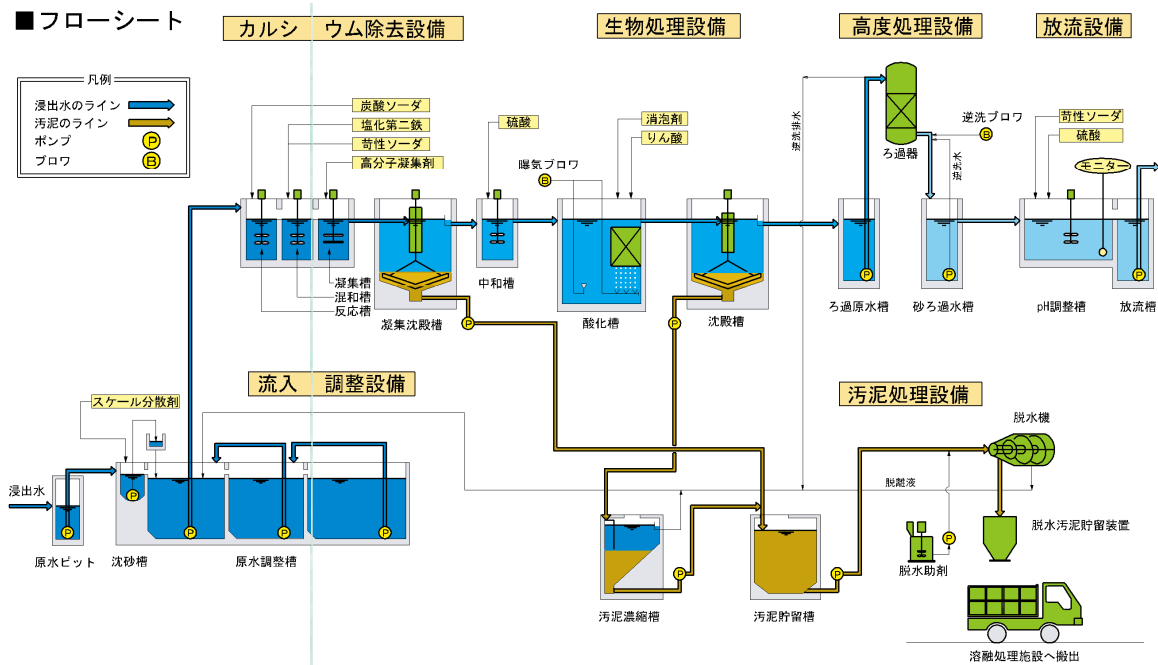 ■フローシート
カルシウム除去設備
生物処理設備
高度処理設備
放流設備
凡例
浸出水のライン
汚泥のライン
ポンプ P
ブロワ B
炭酸ソーダ
塩化第二鉄
苛性ソーダ
高分子凝集剤
硫酸
曝気ブロワ
B
消泡剤
りん酸
逆洗排水
ろ過器
逆洗ブロワ
B
逆洗水
苛性ソーダ
硫酸
モニター
凝集槽
混和槽
反応槽
凝集沈殿槽
中和槽
酸化槽
沈殿槽
ろ過原水槽
砂ろ過水槽
pH調整槽
放流槽
P
P
P
P
P
流入調整設備
スケール分散剤
浸出水
P
P
P
P
P
原水ピット
沈砂槽
原水調整槽
汚泥処理設備
脱水機
脱離液
P
P
P
脱水汚泥貯留装置
脱水助剤
汚泥濃縮槽
汚泥貯留槽
溶融処理施設へ搬出